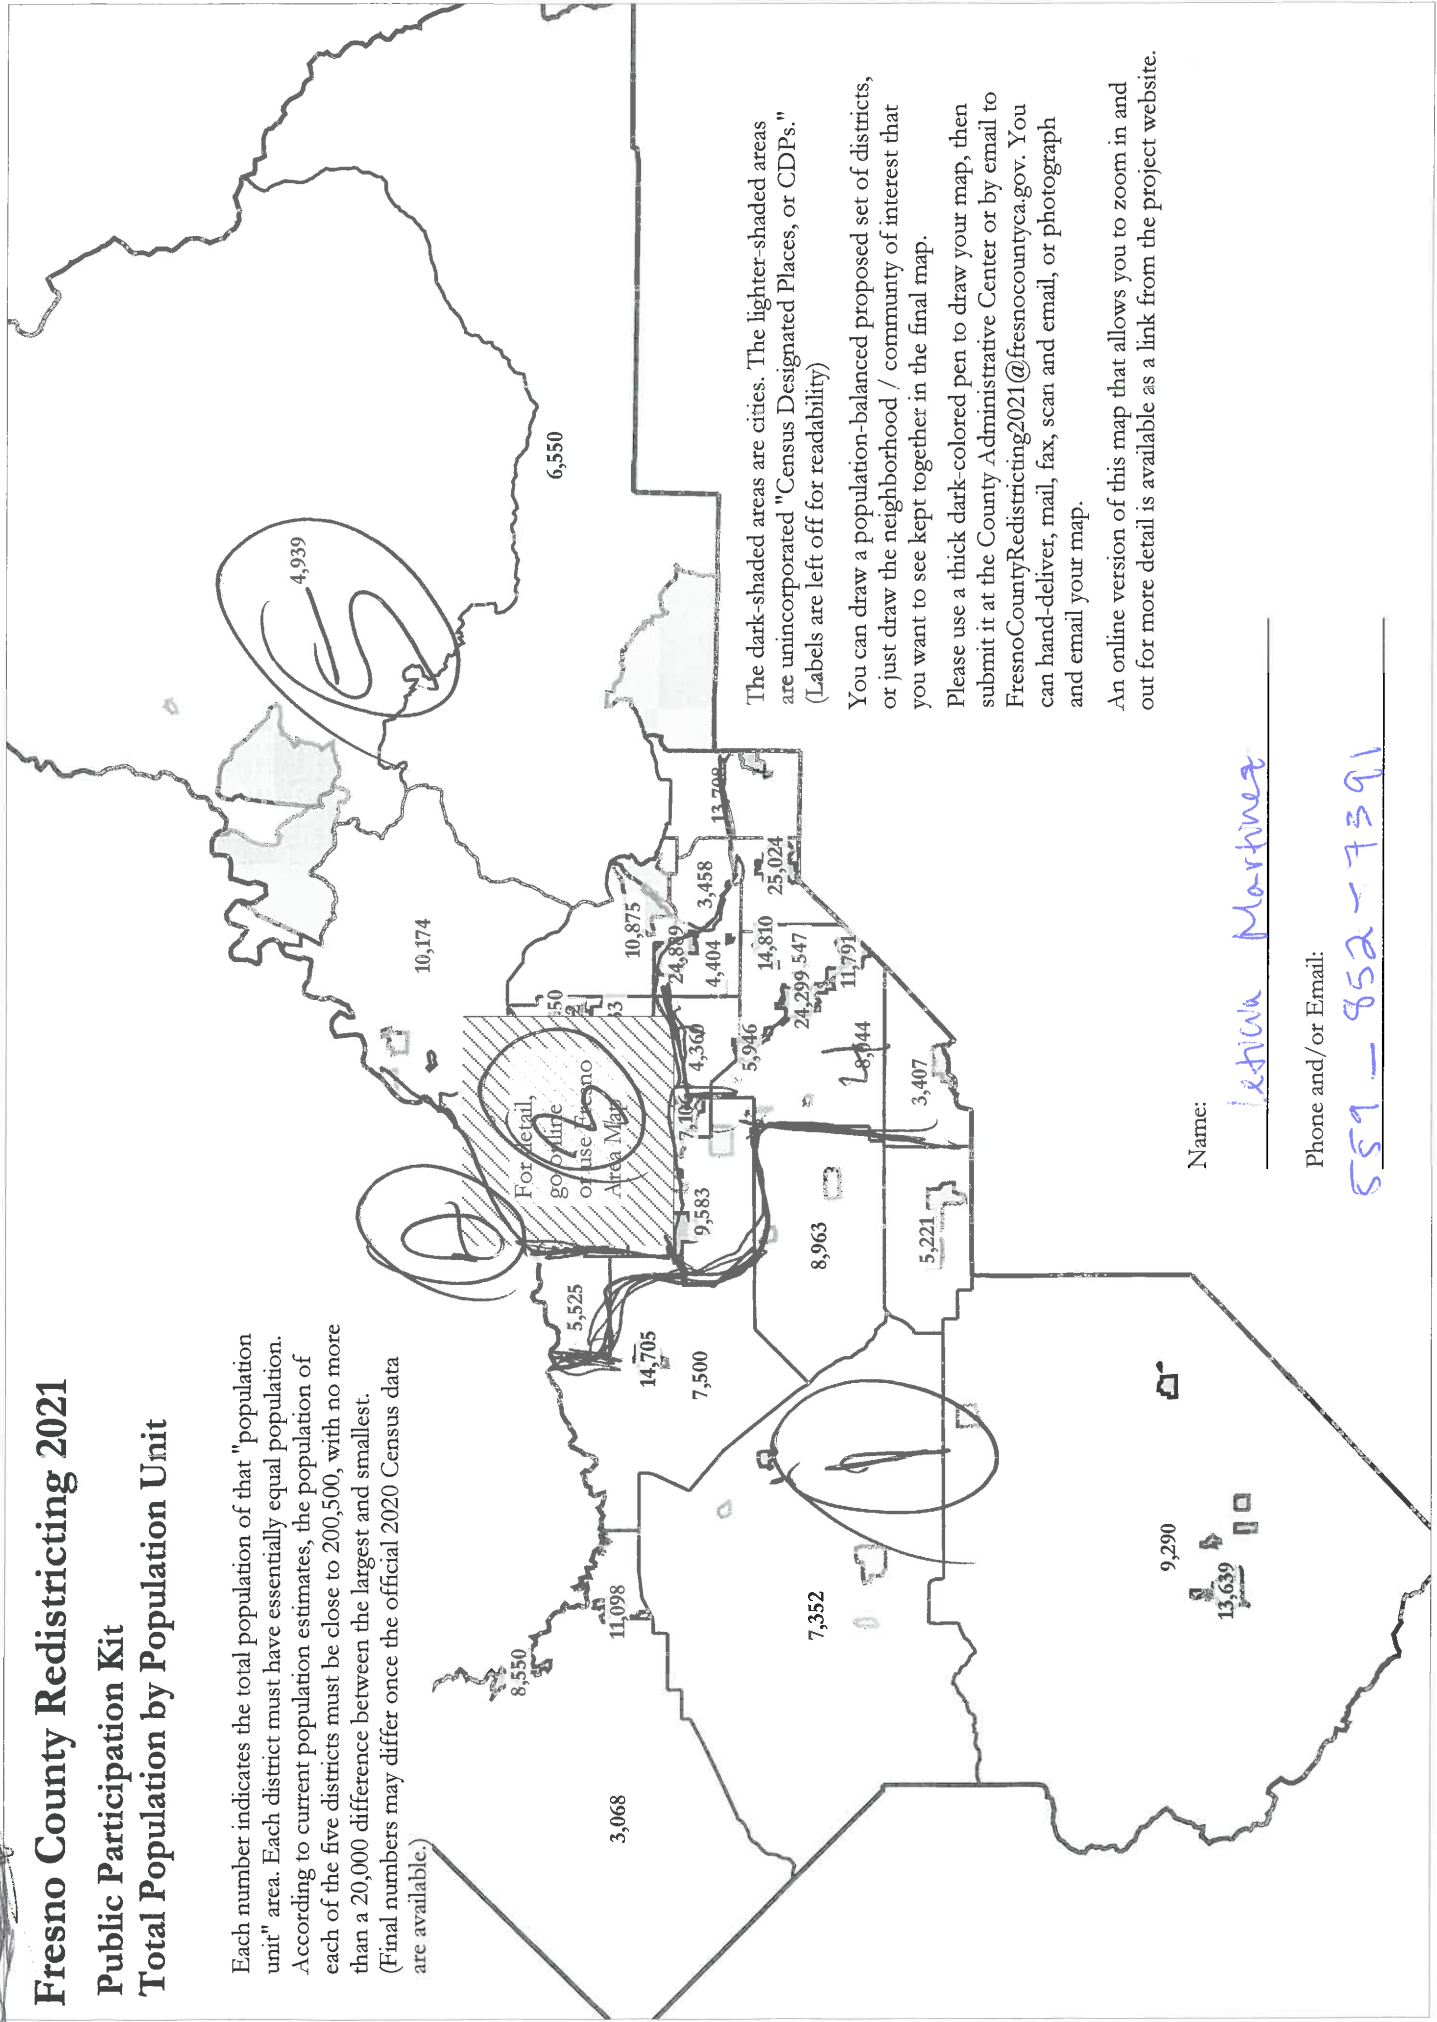 Fresno County Redistricting 2021
Public Participation Kit
Total Population by Population Unit
Each number indicates the total population of that "population
unit" area. Each district must have essentially equal population.
According to current population estimates, the population of
each of the five districts must be close to 200,500, with no more
than a 20,000 difference between the largest and smallest.
(Final numbers may differ once the official 2020 Census data
are available.)
4,939
6,550
10,174
For detail,
go online
or use Fresno
Area Map
3
5
4
1
8,550
11,098
3,068
5,525
14,705
7,500
9,583
4,360
10,875
24,889
4,404
3,458
13,798
5,946
14,810
25,024
24,299
547
11,791
8,044
3,407
8,963
5,221
7,352
9,290
13,639
The dark-shaded areas are cities. The lighter-shaded areas
are unincorporated "Census Designated Places, or CDPs."
(Labels are left off for readability)
You can draw a population-balanced proposed set of districts,
or just draw the neighborhood / community of interest that
you want to see kept together in the final map.
Please use a thick dark-colored pen to draw your map, then
submit it at the County Administrative Center or by email to
FresnoCountyRedistricting2021@fresnocountyca.gov. You
can hand-deliver, mail, fax, scan and email, or photograph
and email your map.
An online version of this map that allows you to zoom in and
out for more detail is available as a link from the project website.
Name:
Leticia Martinez
Phone and/or Email:
559-852-7391